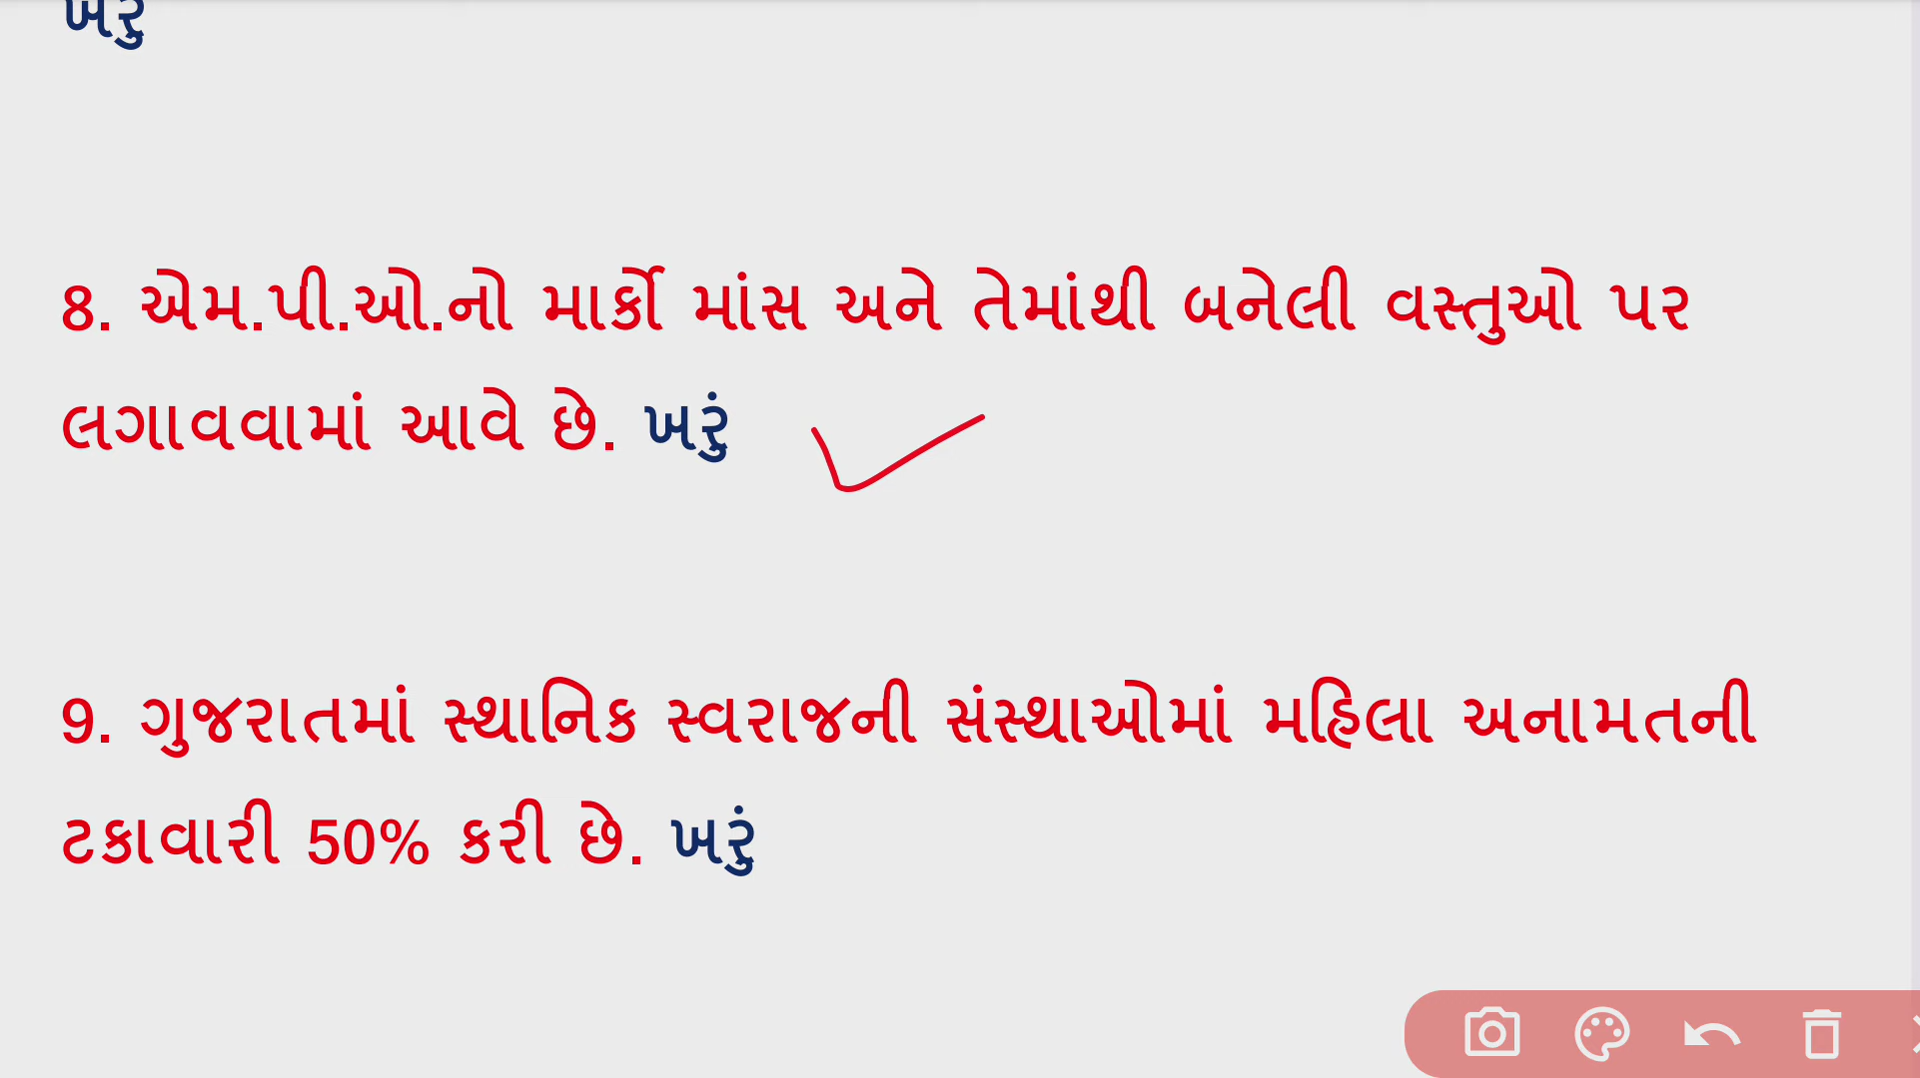 ખરું
8. એમ.પી.ઓ.નો માર્કો માંસ અને તેમાંથી બનેલી વસ્તુઓ પર
લગાવવામાં આવે છે. ખરું
9. ગુજરાતમાં સ્થાનિક સ્વરાજની સંસ્થાઓમાં મહિલા અનામતની
ટકાવારી 50% કરી છે. ખરું